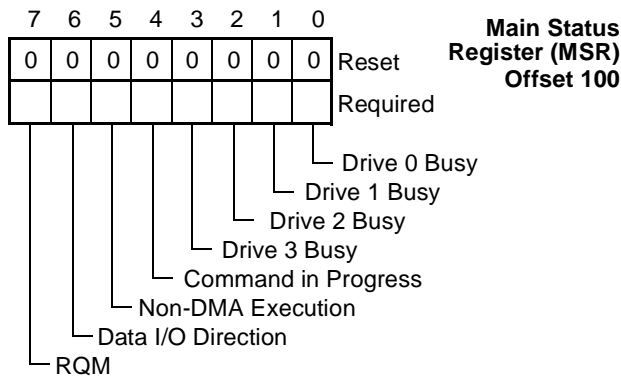 7 6 5 4 3 2 1 0
Main Status
Register (MSR)
Offset 100
0 0 0 0 0 0 0 0 Reset
Required
Drive 0 Busy
Drive 1 Busy
Drive 2 Busy
Drive 3 Busy
Command in Progress
Non-DMA Execution
Data I/O Direction
RQM